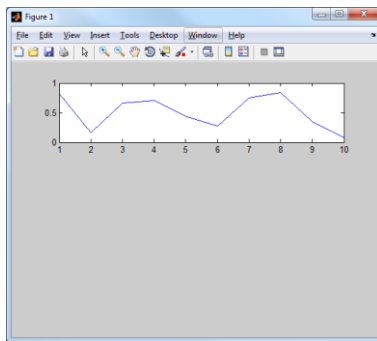 Figure 1
File Edit View Insert Tools Desktop Window Help
1
0.5
0
1 2 3 4 5 6 7 8 9 10